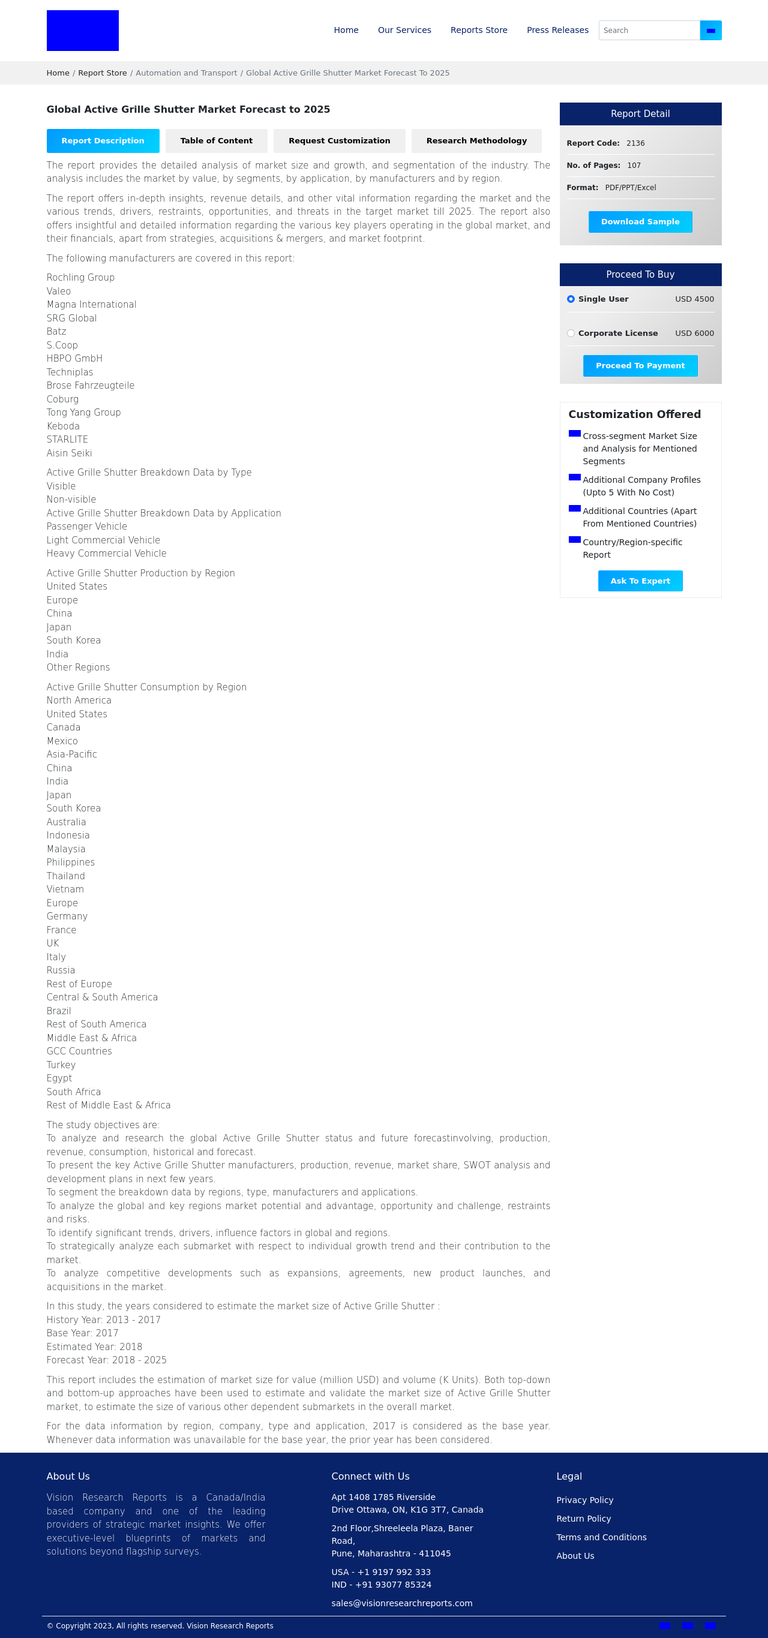 Home Our Services Reports Store Press Releases Search
Home / Report Store / Automation and Transport / Global Active Grille Shutter Market Forecast To 2025
Global Active Grille Shutter Market Forecast to 2025
Report Description Table of Content Request Customization Research Methodology
The report provides the detailed analysis of market size and growth, and segmentation of the industry. The
analysis includes the market by value, by segments, by application, by manufacturers and by region.
The report offers in-depth insights, revenue details, and other vital information regarding the market and the
various trends, drivers, restraints, opportunities, and threats in the target market till 2025. The report also
offers insightful and detailed information regarding the various key players operating in the global market, and
their financials, apart from strategies, acquisitions & mergers, and market footprint.
The following manufacturers are covered in this report:
Rochling Group
Valeo
Magna International
SRG Global
Batz
S.Coop
HBPO GmbH
Techniplas
Brose Fahrzeugteile
Coburg
Tong Yang Group
Keboda
STARLITE
Aisin Seiki
Active Grille Shutter Breakdown Data by Type
Visible
Non-visible
Active Grille Shutter Breakdown Data by Application
Passenger Vehicle
Light Commercial Vehicle
Heavy Commercial Vehicle
Active Grille Shutter Production by Region
United States
Europe
China
Japan
South Korea
India
Other Regions
Active Grille Shutter Consumption by Region
North America
United States
Canada
Mexico
Asia-Pacific
China
India
Japan
South Korea
Australia
Indonesia
Malaysia
Philippines
Thailand
Vietnam
Europe
Germany
France
UK
Italy
Russia
Rest of Europe
Central & South America
Brazil
Rest of South America
Middle East & Africa
GCC Countries
Turkey
Egypt
South Africa
Rest of Middle East & Africa
The study objectives are:
To analyze and research the global Active Grille Shutter status and future forecastinvolving, production,
revenue, consumption, historical and forecast.
To present the key Active Grille Shutter manufacturers, production, revenue, market share, SWOT analysis and
development plans in next few years.
To segment the breakdown data by regions, type, manufacturers and applications.
To analyze the global and key regions market potential and advantage, opportunity and challenge, restraints
and risks.
To identify significant trends, drivers, influence factors in global and regions.
To strategically analyze each submarket with respect to individual growth trend and their contribution to the
market.
To analyze competitive developments such as expansions, agreements, new product launches, and
acquisitions in the market.
In this study, the years considered to estimate the market size of Active Grille Shutter :
History Year: 2013 - 2017
Base Year: 2017
Estimated Year: 2018
Forecast Year: 2018 - 2025
This report includes the estimation of market size for value (million USD) and volume (K Units). Both top-down
and bottom-up approaches have been used to estimate and validate the market size of Active Grille Shutter
market, to estimate the size of various other dependent submarkets in the overall market.
For the data information by region, company, type and application, 2017 is considered as the base year.
Whenever data information was unavailable for the base year, the prior year has been considered.
Report Detail
Report Code: 2136
No. of Pages: 107
Format: PDF/PPT/Excel
Download Sample
Proceed To Buy
Single User USD 4500
Corporate License USD 6000
Proceed To Payment
Customization Offered
Cross-segment Market Size
and Analysis for Mentioned
Segments
Additional Company Profiles
(Upto 5 With No Cost)
Additional Countries (Apart
From Mentioned Countries)
Country/Region-specific
Report
Ask To Expert
About Us
Vision Research Reports is a Canada/India
based company and one of the leading
providers of strategic market insights. We offer
executive-level blueprints of markets and
solutions beyond flagship surveys.
Connect with Us
Apt 1408 1785 Riverside
Drive Ottawa, ON, K1G 3T7, Canada
2nd Floor,Shreeleela Plaza, Baner
Road,
Pune, Maharashtra - 411045
USA - +1 9197 992 333
IND - +91 93077 85324
sales@visionresearchreports.com
Legal
Privacy Policy
Return Policy
Terms and Conditions
About Us
© Copyright 2023, All rights reserved. Vision Research Reports